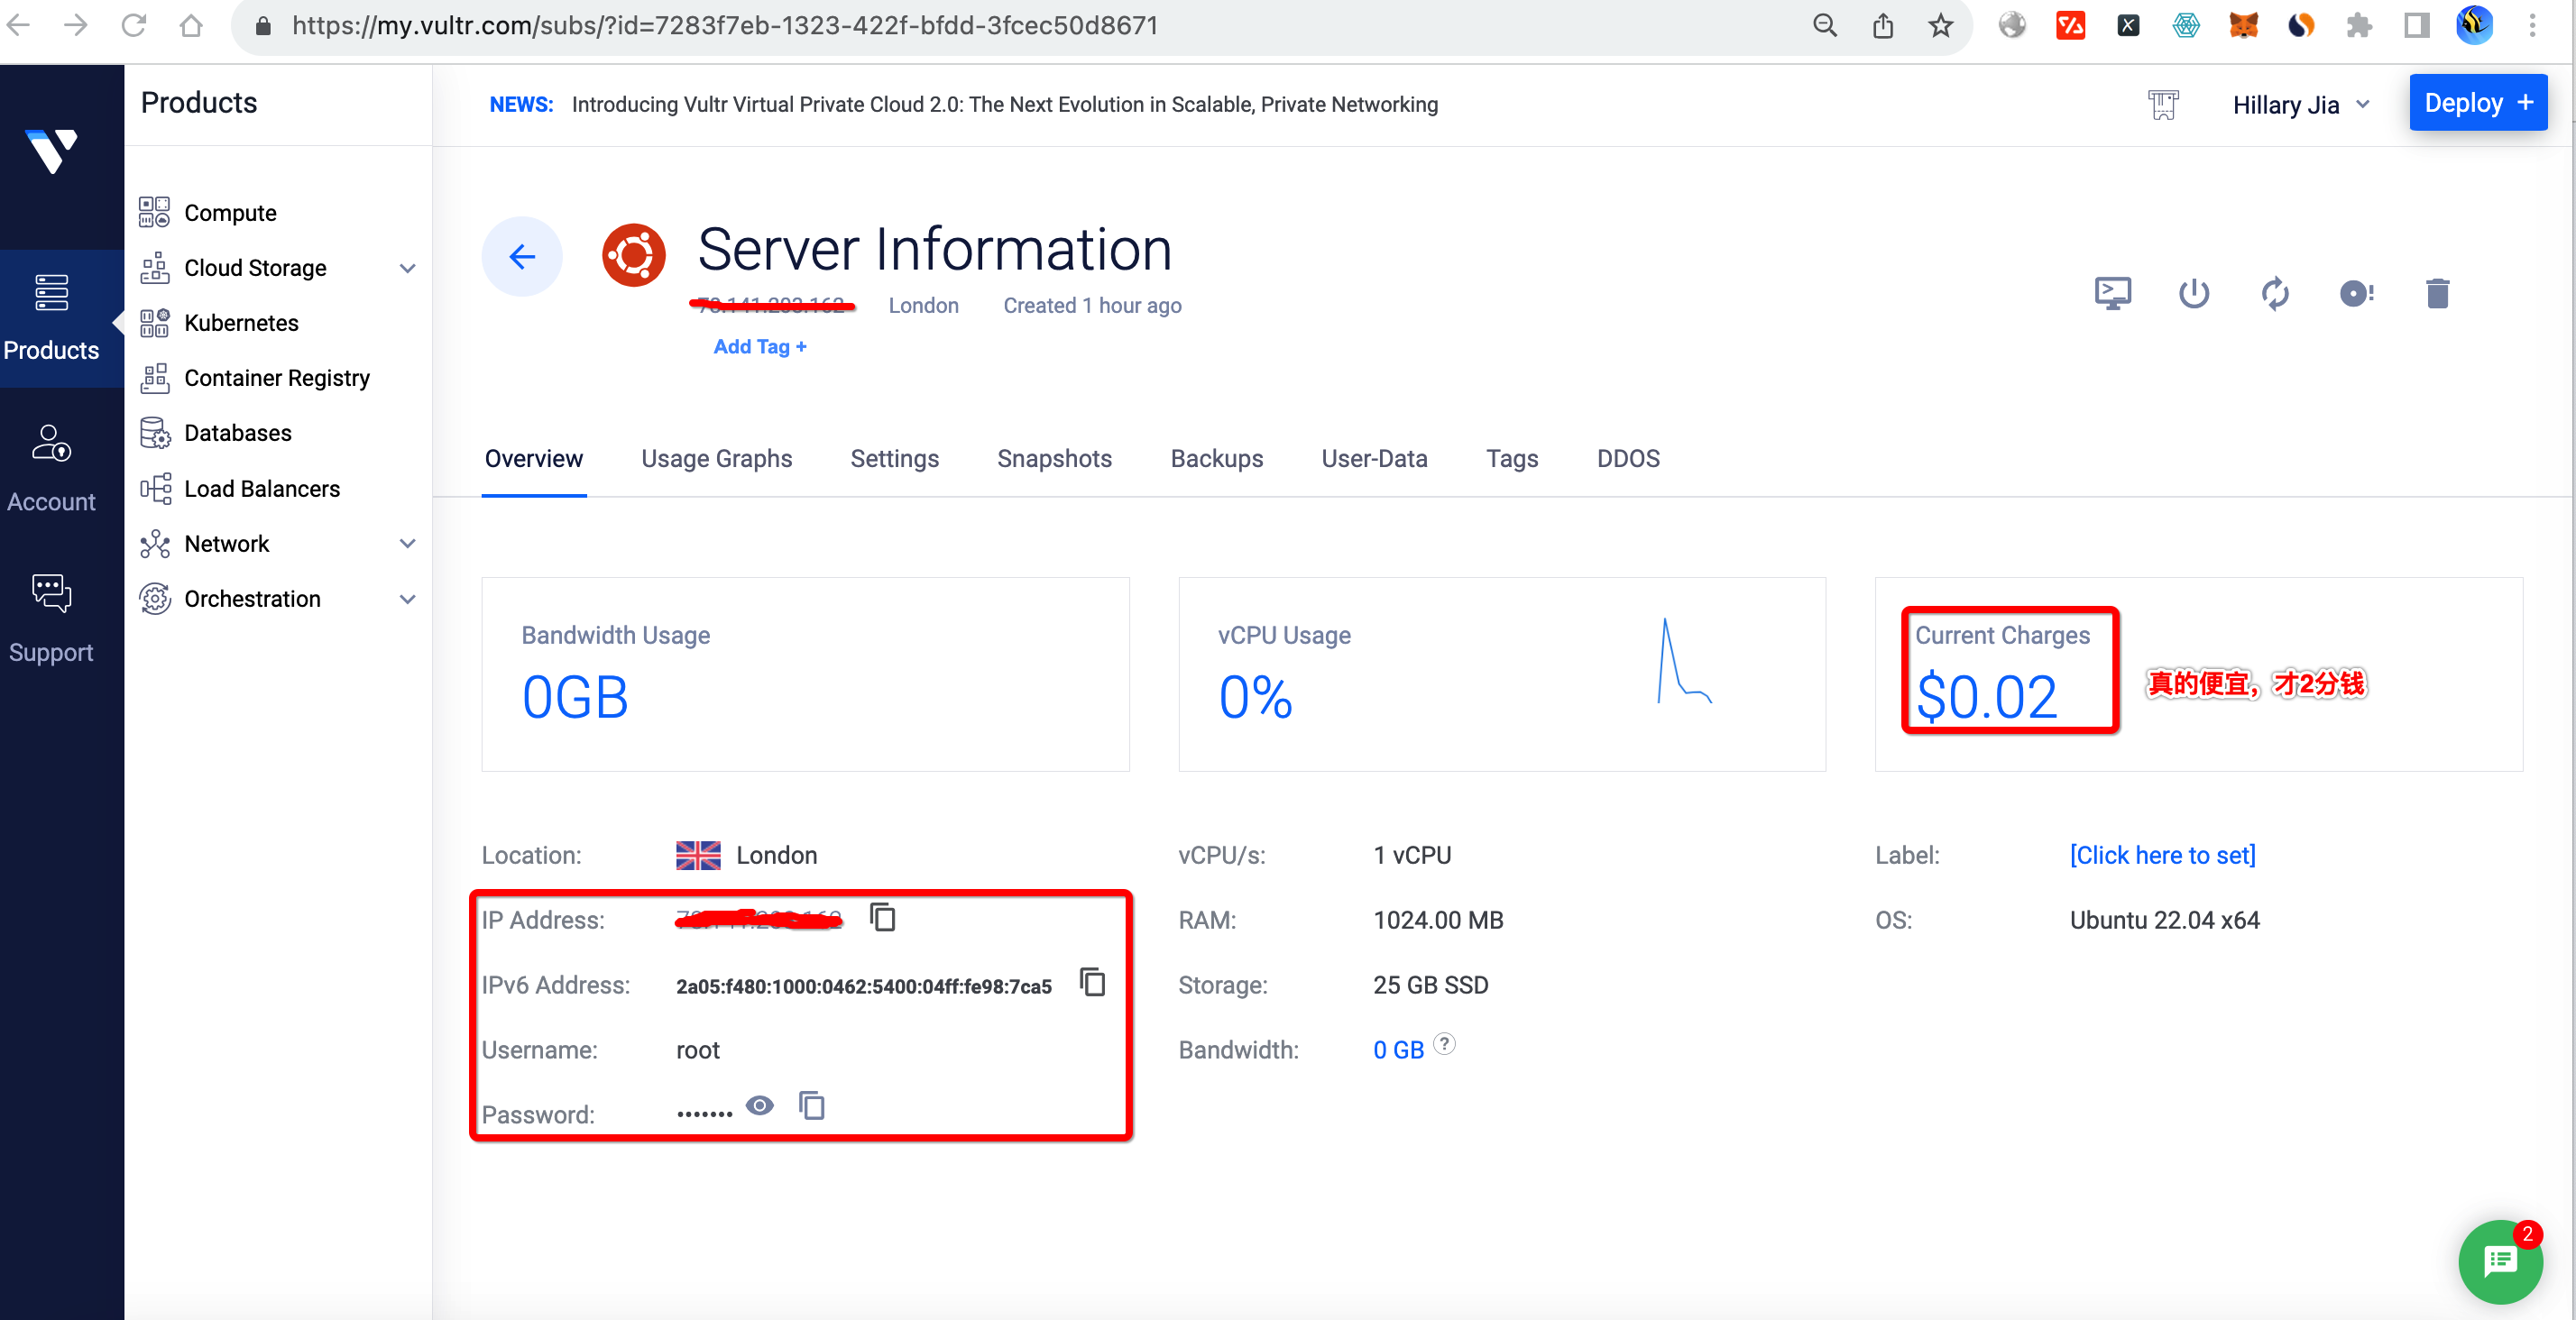 https://my.vultr.com/subs/?id=7283f7eb-1323-422f-bfdd-3fcec50d8671
Products
NEWS: Introducing Vultr Virtual Private Cloud 2.0: The Next Evolution in Scalable, Private Networking
Hillary Jia
Deploy +
Products
Account
Support
Compute
Cloud Storage
Kubernetes
Container Registry
Databases
Load Balancers
Network
Orchestration
Server Information
London
Created 1 hour ago
Add Tag +
Overview
Usage Graphs
Settings
Snapshots
Backups
User-Data
Tags
DDOS
Bandwidth Usage
0GB
vCPU Usage
0%
Current Charges
$0.02
真的便宜，才2分钱
Location: London
IP Address:
IPv6 Address: 2a05:f480:1000:0462:5400:04ff:fe98:7ca5
Username: root
Password: •••••••
vCPU/s: 1 vCPU
RAM: 1024.00 MB
Storage: 25 GB SSD
Bandwidth: 0 GB ?
Label: [Click here to set]
OS: Ubuntu 22.04 x64
2